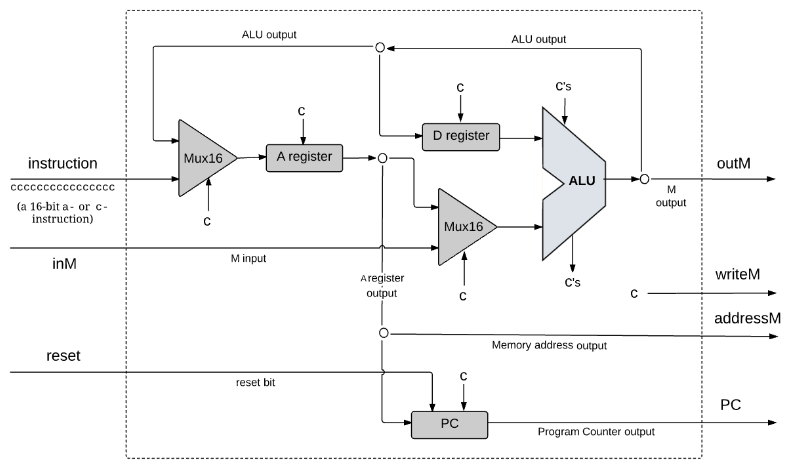 ALU output
ALU output
c
c's
c
D register
Mux16
A register
instruction
cccccccccccccccc
(a 16-bit a- or c-
instruction)
c
ALU
outM
M
output
Mux16
inM
M input
c
c's
A register
output
writeM
c
addressM
Memory address output
reset
reset bit
c
PC
PC
Program Counter output